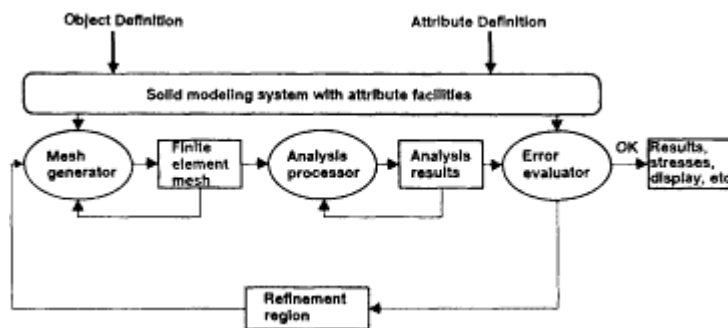 Object Definition
Attribute Definition
Solid modeling system with attribute facilities
Mesh
generator
Finite
element
mesh
Analysis
processor
Analysis
results
Error
evaluator
OK
Results,
stresses,
display, etc
Refinement
region